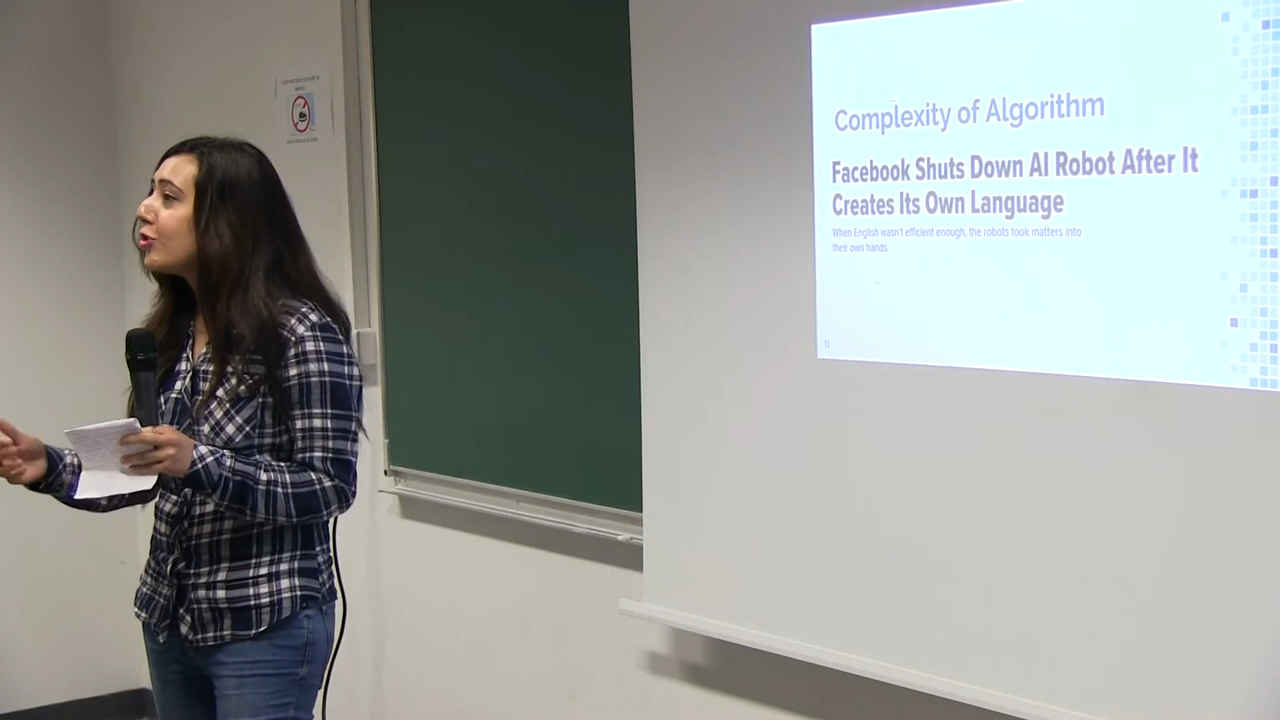 Complexity of Algorithm
Facebook Shuts Down AI Robot After It
Creates Its Own Language
When English wasn't efficient enough, the robots took matters into
their own hands.